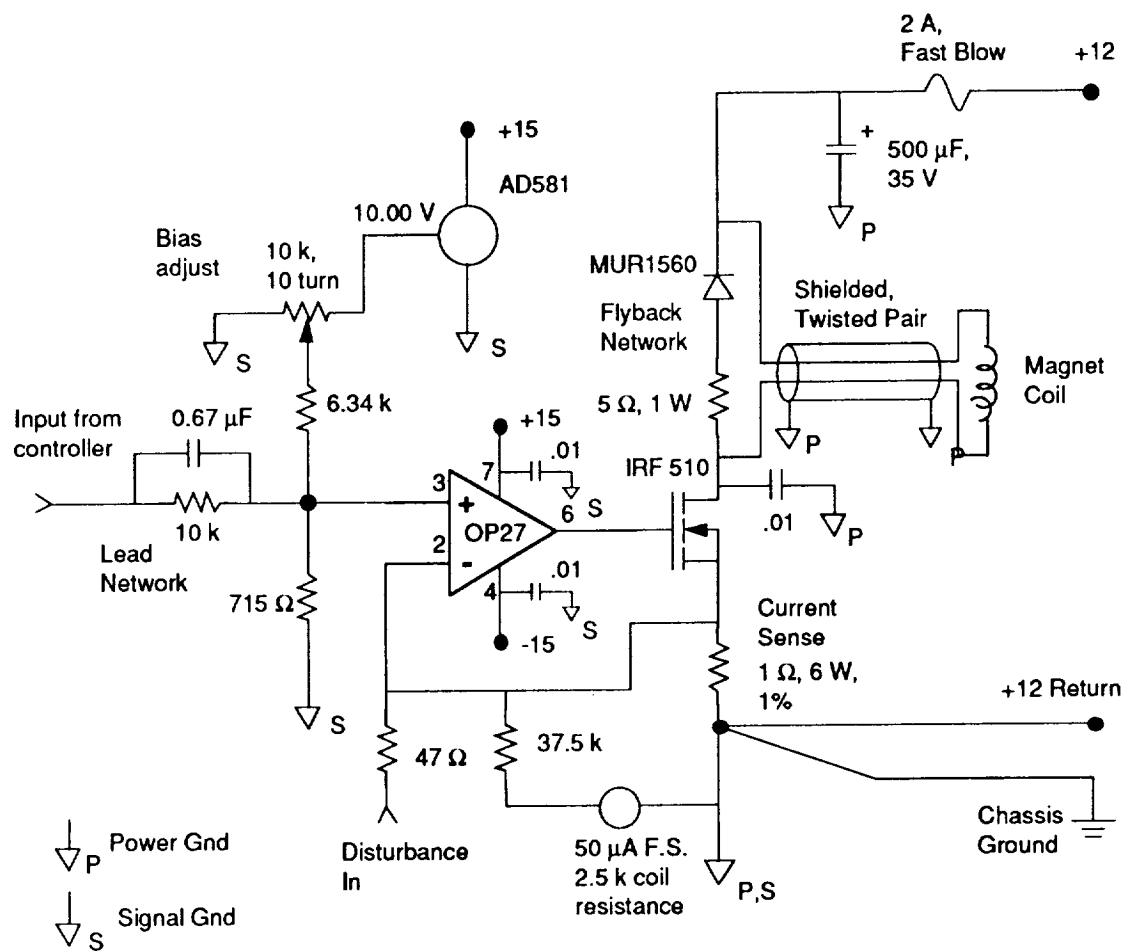 2 A,
Fast Blow
+12
+
500 µF,
35 V
P
+15
AD581
10.00 V
Bias
adjust
10 k,
10 turn
S
S
MUR1560
Flyback
Network
Shielded,
Twisted Pair
Magnet
Coil
5 Ω, 1 W
P
P
6.34 k
Input from
controller
0.67 µF
10 k
Lead
Network
+15
.01
S
7
3
+
OP27
2
-
6
4
.01
S
-15
IRF 510
.01
P
715 Ω
S
Current
Sense
1 Ω, 6 W,
1%
+12 Return
47 Ω
37.5 k
Disturbance
In
50 µA F.S.
2.5 k coil
resistance
P,S
Chassis
Ground
P
Power Gnd
S
Signal Gnd